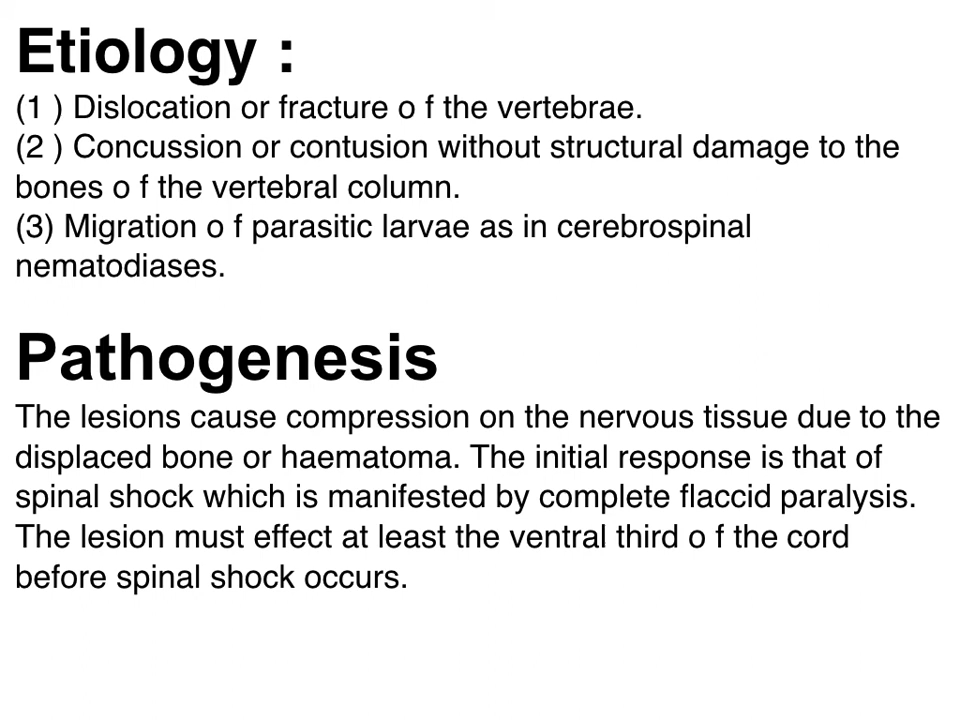 Etiology :
(1 ) Dislocation or fracture o f the vertebrae.
(2 ) Concussion or contusion without structural damage to the
bones o f the vertebral column.
(3) Migration o f parasitic larvae as in cerebrospinal
nematodiases.
Pathogenesis
The lesions cause compression on the nervous tissue due to the
displaced bone or haematoma. The initial response is that of
spinal shock which is manifested by complete flaccid paralysis.
The lesion must effect at least the ventral third o f the cord
before spinal shock occurs.